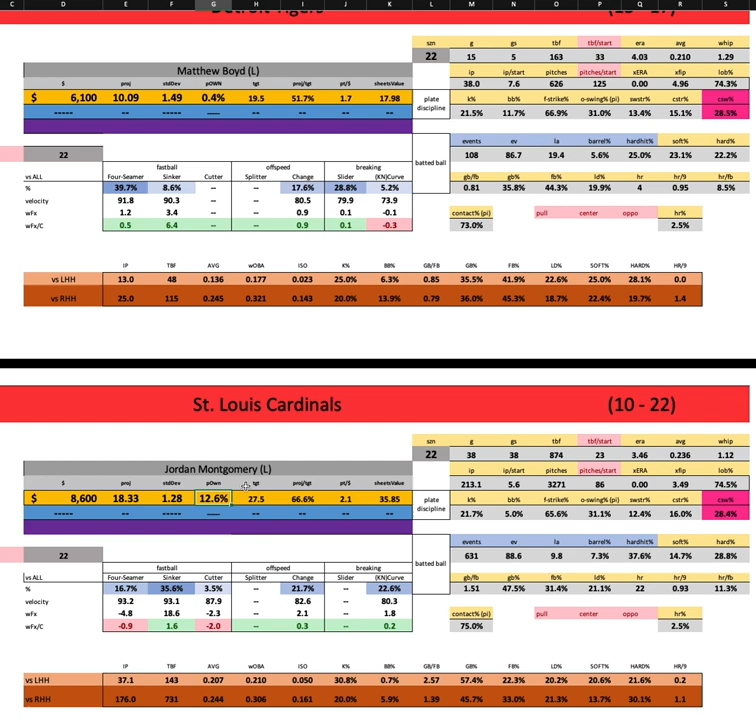 C D E F G H I J K L M N O P Q R S
Detroit Tigers (15 - 17)
szn g gs tbf tbf/start era avg whip
22 15 5 163 33 4.03 0.210 1.29
Matthew Boyd (L)
ip ip/start pitches pitches/start xERA xfip lob%
$ proj stdDev pOWN tgt proj/tgt pt/$ sheetsValue
38.0 7.6 626 125 0.00 4.96 74.3%
$ 6,100 10.09 1.49 0.4% 19.5 51.7% 1.7 17.98
plate discipline k% bb% f-strike% o-swing% (pi) swstr% cstr% csw%
----- -- -- — -- -- -- --
21.5% 11.7% 66.9% 31.0% 13.4% 15.1% 28.5%
events ev la barrel% hardhit% soft% hard%
22
108 86.7 19.4 5.6% 25.0% 23.1% 22.2%
fastball offspeed breaking
batted ball
vs ALL Four-Seamer Sinker Cutter Splitter Change Slider (KN)Curve
gb/fb gb% fb% ld% hr hr/9 hr/fb
% 39.7% 8.6% -- -- 17.6% 28.8% 5.2%
0.81 35.8% 44.3% 19.9% 4 0.95 8.5%
velocity 91.8 90.3 -- -- 80.5 79.9 73.9
wFx 1.2 3.4 -- -- 0.9 0.1 -0.1
contact% (pi) pull center oppo hr%
wFx/C 0.5 6.4 -- -- 0.9 0.1 -0.3
73.0% 2.5%
IP TBF AVG wOBA ISO K% BB% GB/FB GB% FB% LD% SOFT% HARD% HR/9
vs LHH 13.0 48 0.136 0.177 0.023 25.0% 6.3% 0.85 35.5% 41.9% 22.6% 25.0% 28.1% 0.0
vs RHH 25.0 115 0.245 0.321 0.143 20.0% 13.9% 0.79 36.0% 45.3% 18.7% 22.4% 19.7% 1.4
St. Louis Cardinals (10 - 22)
szn g gs tbf tbf/start era avg whip
22 38 38 874 23 3.46 0.236 1.12
Jordan Montgomery (L)
ip ip/start pitches pitches/start xERA xfip lob%
$ proj stdDev pOwn tgt proj/tgt pt/$ sheetsValue
213.1 5.6 3271 86 0.00 3.49 74.5%
$ 8,600 18.33 1.28 12.6% 27.5 66.6% 2.1 35.85
plate discipline k% bb% f-strike% o-swing% (pi) swstr% cstr% csw%
----- -- -- — -- -- -- --
21.7% 5.0% 65.6% 31.1% 12.4% 16.0% 28.4%
events ev la barrel% hardhit% soft% hard%
22
631 88.6 9.8 7.3% 37.6% 14.7% 28.8%
fastball offspeed breaking
batted ball
vs ALL Four-Seamer Sinker Cutter Splitter Change Slider (KN)Curve
gb/fb gb% fb% ld% hr hr/9 hr/fb
% 16.7% 35.6% 3.5% -- 21.7% -- 22.6%
1.51 47.5% 31.4% 21.1% 22 0.93 11.3%
velocity 93.2 93.1 87.9 -- 82.6 -- 80.3
wFx -4.8 18.6 -2.3 -- 2.1 -- 1.8
contact% (pi) pull center oppo hr%
wFx/C -0.9 1.6 -2.0 -- 0.3 -- 0.2
75.0% 2.5%
IP TBF AVG wOBA ISO K% BB% GB/FB GB% FB% LD% SOFT% HARD% HR/9
vs LHH 37.1 143 0.207 0.210 0.050 30.8% 0.7% 2.57 57.4% 22.3% 20.2% 20.6% 21.6% 0.2
vs RHH 176.0 731 0.244 0.306 0.161 20.0% 5.9% 1.39 45.7% 33.0% 21.3% 13.7% 30.1% 1.1